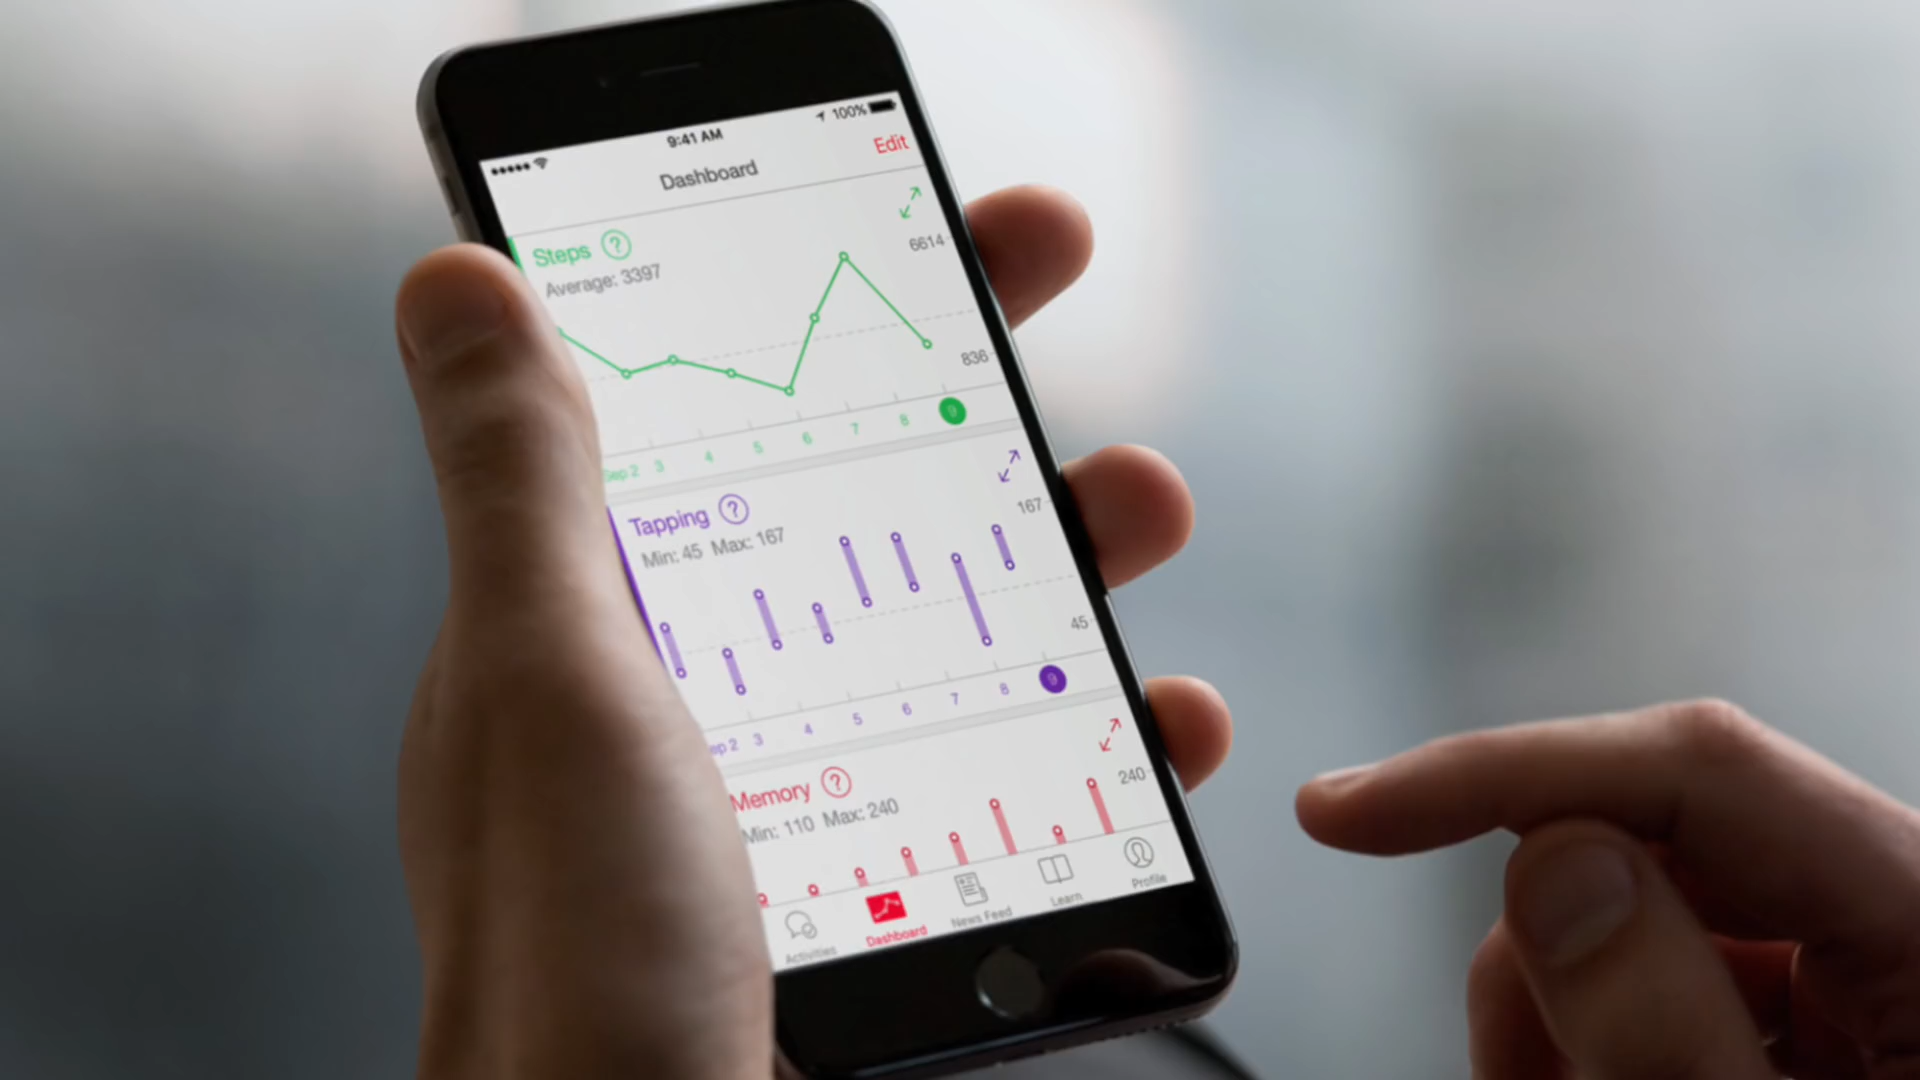 9:41 AM
100%
Dashboard
Edit
Steps ?
Average: 3397
6614
836
Sep 2 3 4 5 6 7 8 9
Tapping ?
Min: 45 Max: 167
167
45
ep 2 3 4 5 6 7 8 9
Memory ?
Min: 110 Max: 240
240
Activities
Dashboard
News Feed
Learn
Profile